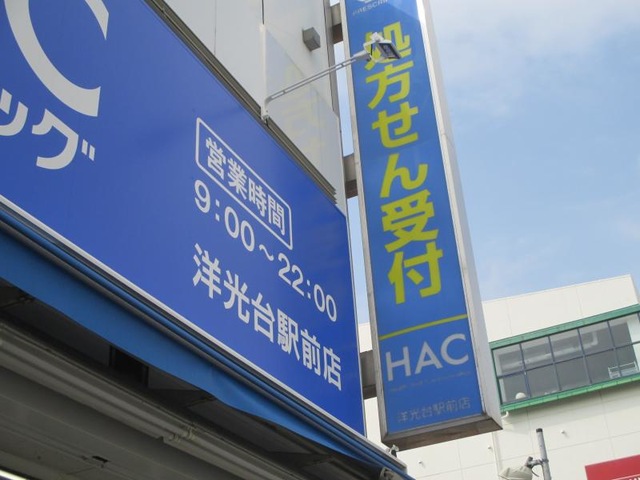 C
ッグ
営業時間
9:00～22:00
洋光台駅前店
処方せん受付
HAC
洋光台駅前店